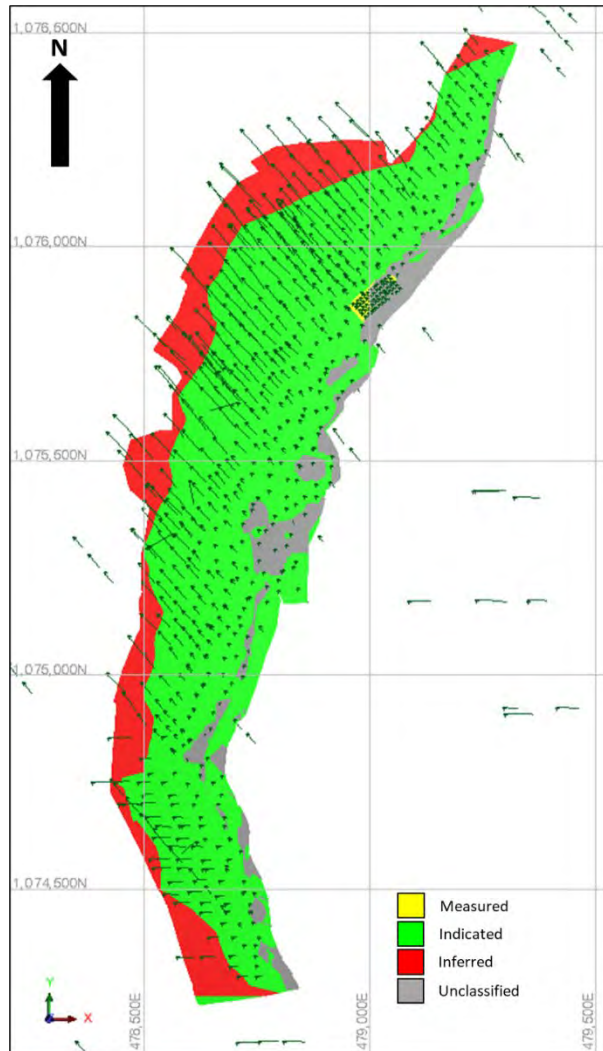 1,076,500N
N
1,076,000N
1,075,500N
1,075,000N
1,074,500N
Measured
Indicated
Inferred
Unclassified
Y
X
478,500E
479,000E
479,500E